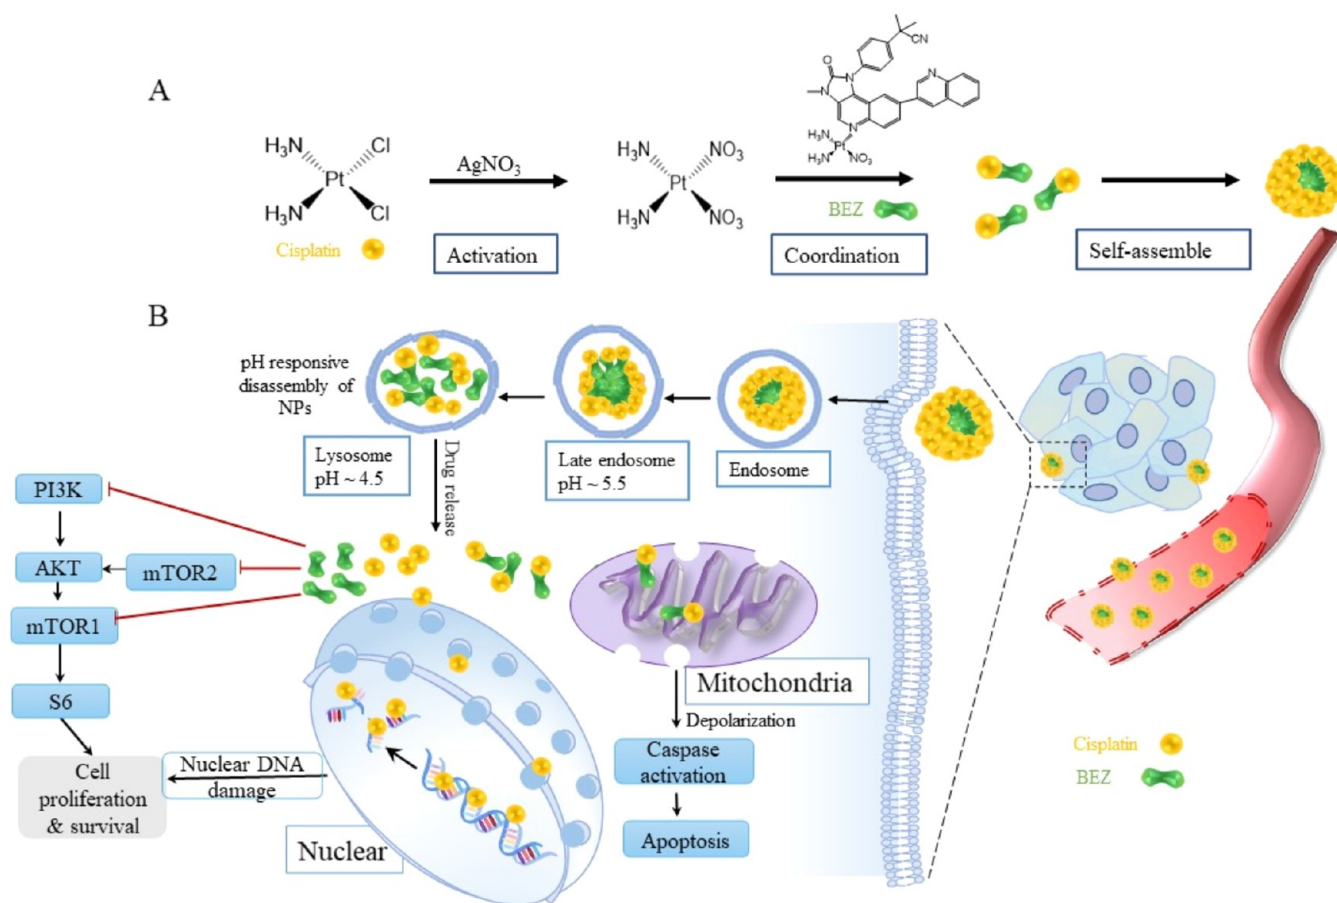 A
H₃N
Cl
Pt
H₃N
Cl
Cisplatin
AgNO₃
Activation
H₃N
NO₃
Pt
H₃N
NO₃
CN
O
N
N
N
N
H₃N
Pt
H₃N
NO₃
BEZ
Coordination
Self-assemble
B
pH responsive
disassembly of
NPs
Lysosome
pH ~ 4.5
Late endosome
pH ~ 5.5
Endosome
Drug release
PI3K
AKT
mTOR2
mTOR1
S6
Cell
proliferation
& survival
Nuclear DNA
damage
Nuclear
Mitochondria
Depolarization
Caspase
activation
Apoptosis
Cisplatin
BEZ